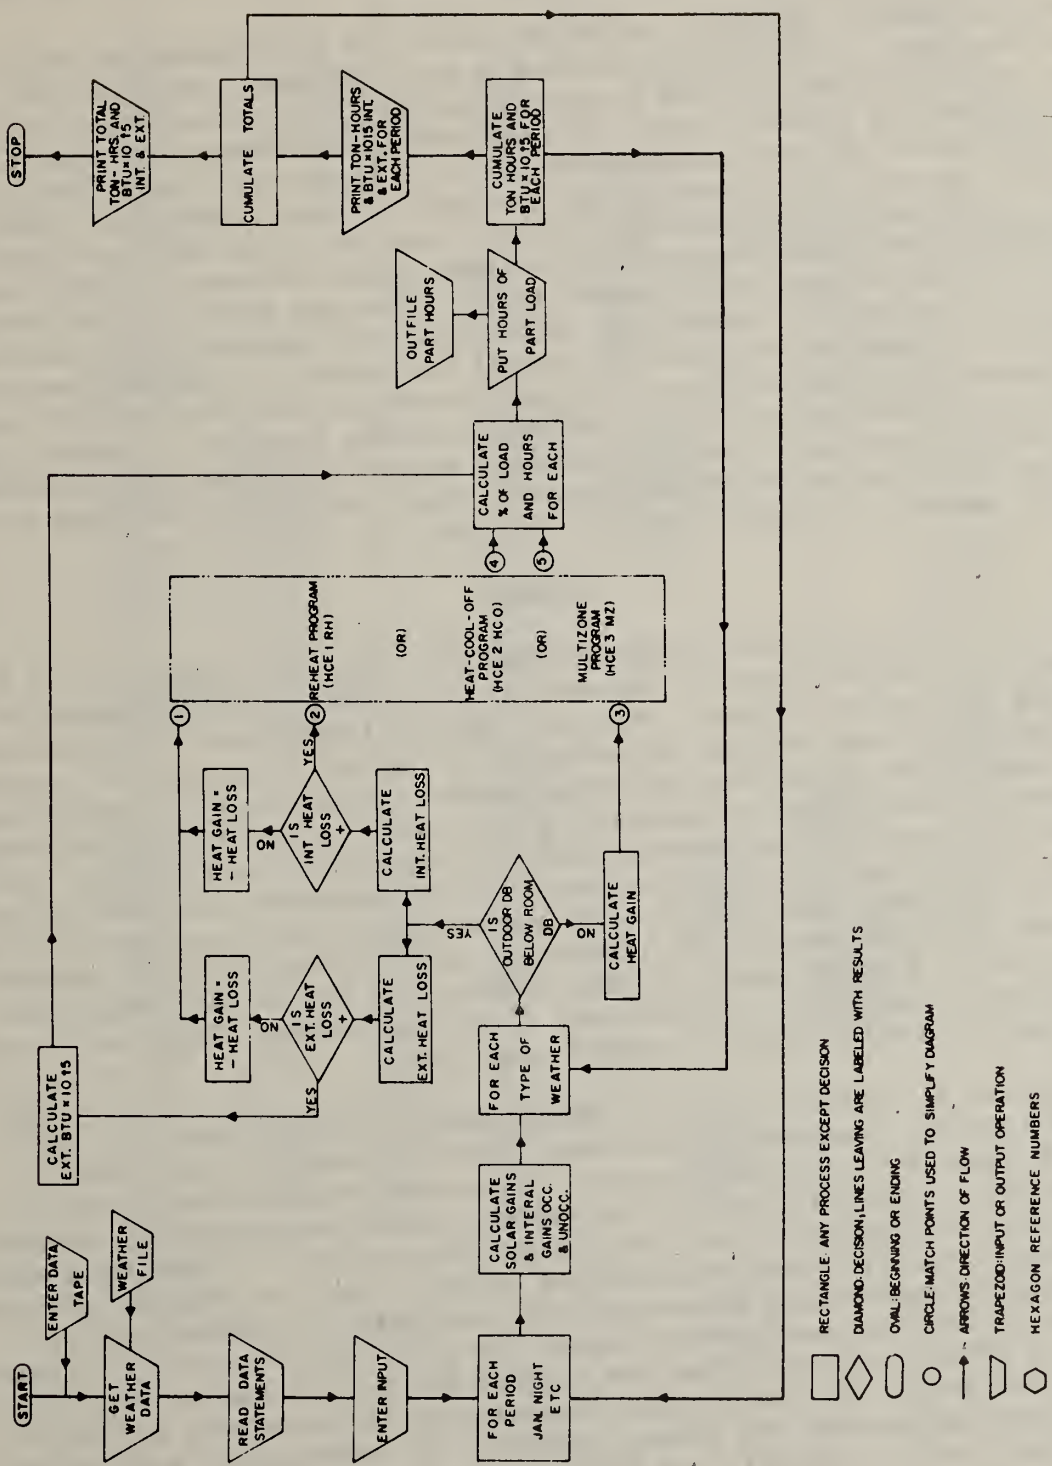 START
ENTER DATA
TAPE
GET
WEATHER
DATA
WEATHER
FILE
READ DATA
STATEMENTS
ENTER INPUT
FOR EACH
PERIOD
JAN. NIGHT
ETC
CALCULATE
SOLAR GAINS
& INTERAL
GAINS OCC.
& UNOCC.
FOR EACH
TYPE OF
WEATHER
IS
OUTDOOR DB
BELOW ROOM
DB
YES
NO
CALCULATE
HEAT GAIN
CALCULATE
EXT. HEAT LOSS
IS
EXT. HEAT
LOSS
+
YES
NO
HEAT GAIN =
- HEAT LOSS
CALCULATE
EXT. BTU × 10↑5
CALCULATE
INT. HEAT LOSS
IS
INT HEAT
LOSS
+
YES
NO
HEAT GAIN =
- HEAT LOSS
1
2
3
REHEAT PROGRAM
(HCE 1 RH)
(OR)
HEAT-COOL-OFF
PROGRAM
(HCE 2 HC O)
(OR)
MULTIZONE
PROGRAM
(HCE 3 MZ)
4
5
CALCULATE
% OF LOAD
AND HOURS
FOR EACH
PUT HOURS OF
PART LOAD
OUTFILE
PART HOURS
CUMULATE
TON HOURS AND
BTU × 10↑5 FOR
EACH PERIOD
PRINT TON-HOURS
& BTU × 10↑5 INT.
& EXT. FOR
EACH PERIOD
CUMULATE TOTALS
PRINT TOTAL
TON-HRS. AND
BTU × 10↑5
INT. & EXT.
STOP
RECTANGLE: ANY PROCESS EXCEPT DECISION
DIAMOND: DECISION, LINES LEAVING ARE LABELED WITH RESULTS
OVAL: BEGINNING OR ENDING
CIRCLE: MATCH POINTS USED TO SIMPLIFY DIAGRAM
ARROWS: DIRECTION OF FLOW
TRAPEZOID: INPUT OR OUTPUT OPERATION
HEXAGON REFERENCE NUMBERS